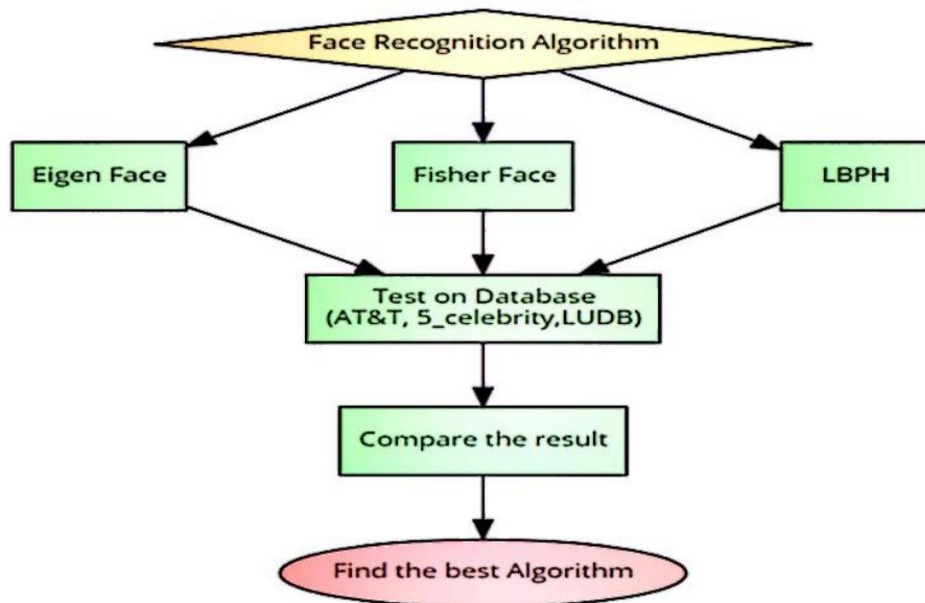 Face Recognition Algorithm
Eigen Face
Fisher Face
LBPH
Test on Database
(AT&T, 5_celebrity,LUDB)
Compare the result
Find the best Algorithm